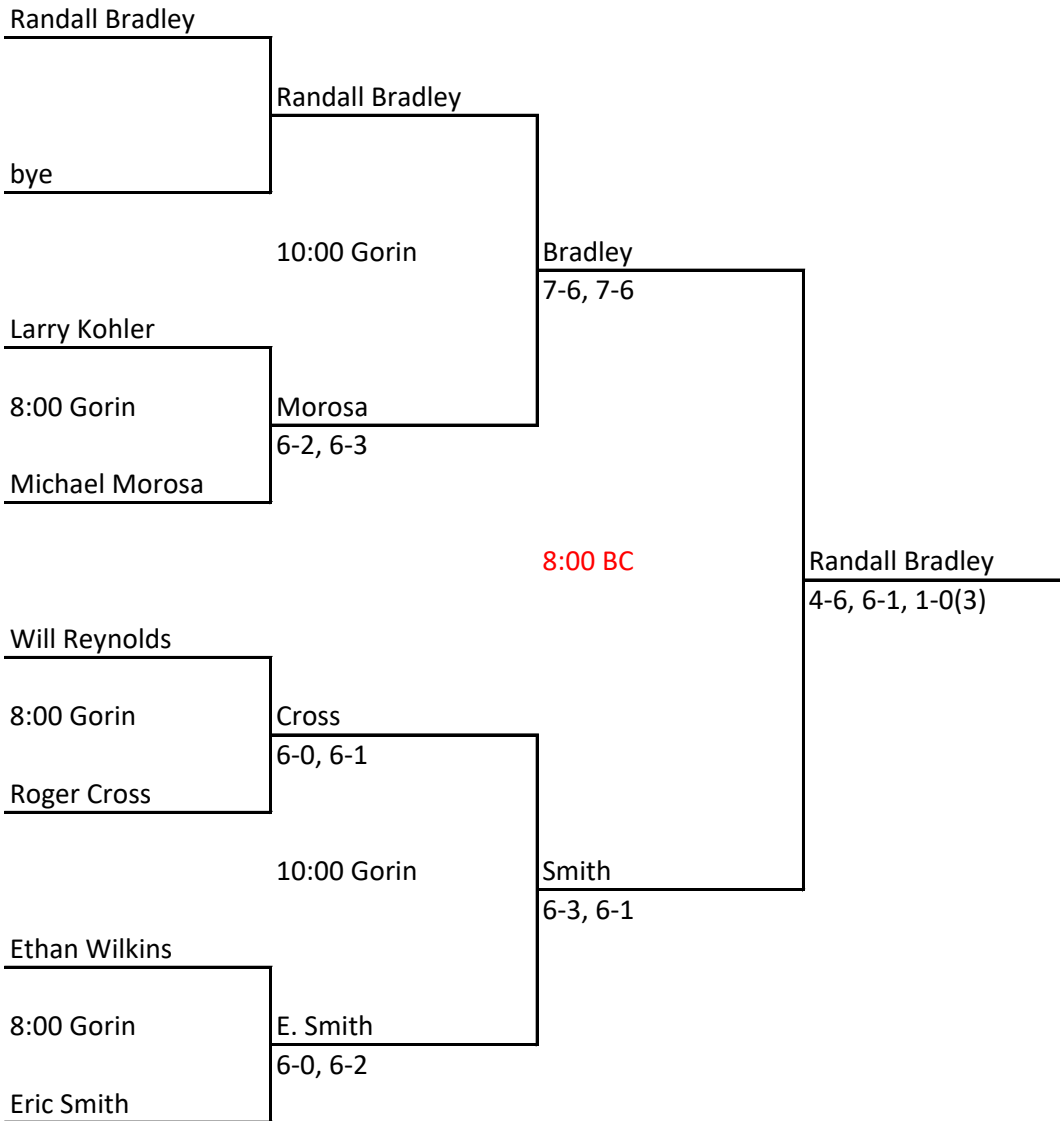 Randall Bradley
Randall Bradley
bye
10:00 Gorin
Bradley
7-6, 7-6
Larry Kohler
8:00 Gorin
Morosa
6-2, 6-3
Michael Morosa
8:00 BC
Randall Bradley
4-6, 6-1, 1-0(3)
Will Reynolds
8:00 Gorin
Cross
6-0, 6-1
Roger Cross
10:00 Gorin
Smith
6-3, 6-1
Ethan Wilkins
8:00 Gorin
E. Smith
6-0, 6-2
Eric Smith